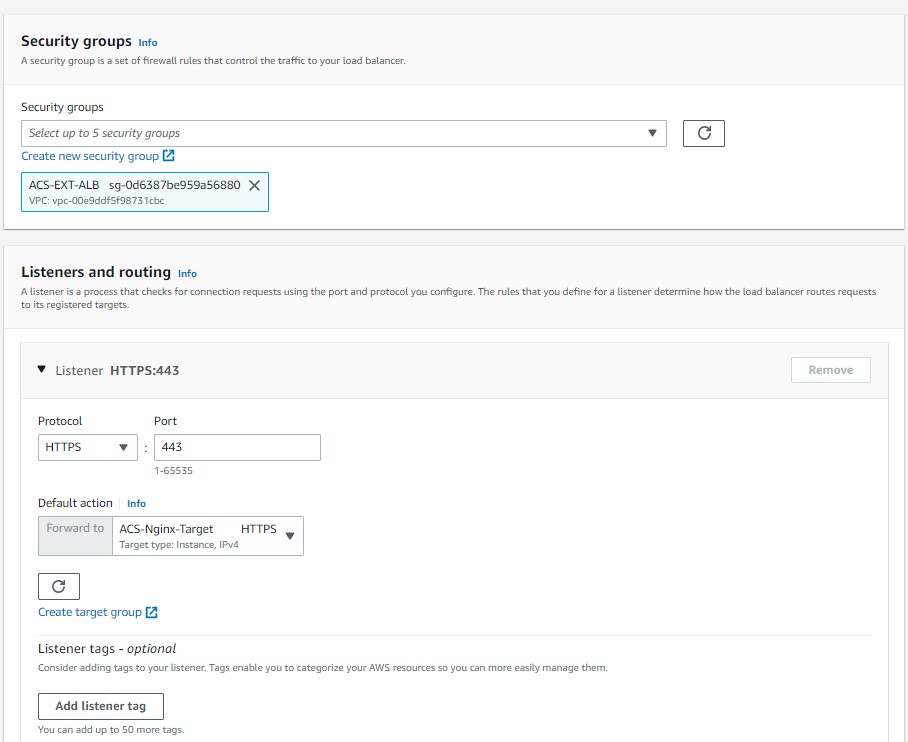 Security groups Info
A security group is a set of firewall rules that control the traffic to your load balancer.
Security groups
Select up to 5 security groups
Create new security group
ACS-EXT-ALB sg-0d6387be959a56880
VPC: vpc-00e9ddf5f98731cbc
Listeners and routing Info
A listener is a process that checks for connection requests using the port and protocol you configure. The rules that you define for a listener determine how the load balancer routes requests
to its registered targets.
Listener HTTPS:443
Remove
Protocol Port
HTTPS : 443
1-65535
Default action Info
Forward to ACS-Nginx-Target HTTPS
Target type: Instance, IPv4
Create target group
Listener tags - optional
Consider adding tags to your listener. Tags enable you to categorize your AWS resources so you can more easily manage them.
Add listener tag
You can add up to 50 more tags.